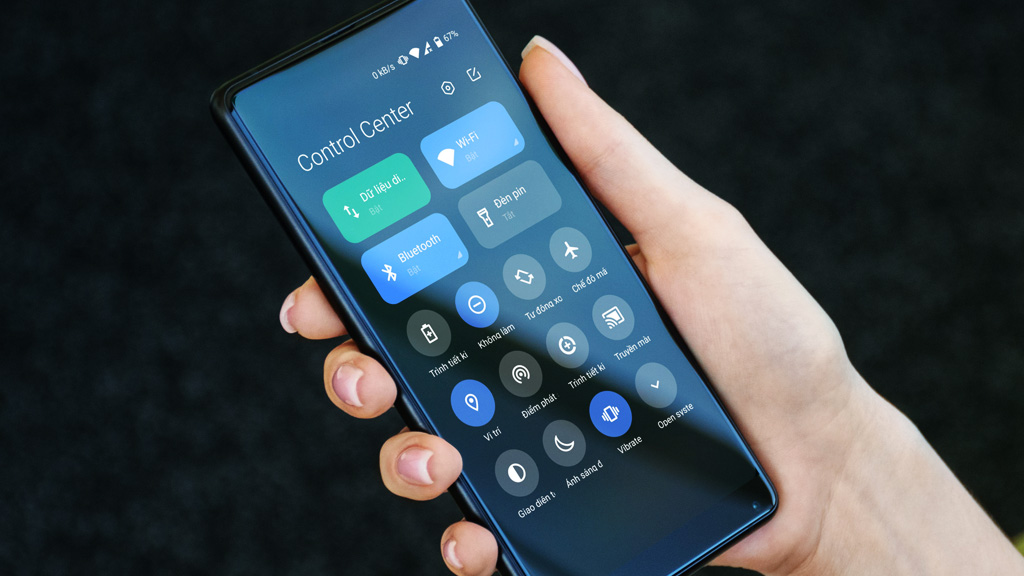 0 kB/s 67%
Control Center
Dữ liệu di..
Bật
Wi-Fi
Bật
Bluetooth
Bật
Đèn pin
Tắt
Trình tiết ki
Không làm
Tự động xo
Chế độ má
Vị trí
Điểm phát
Trình tiết ki
Truyền màr
Giao diện t
Ánh sáng d
Vibrate
Open syste